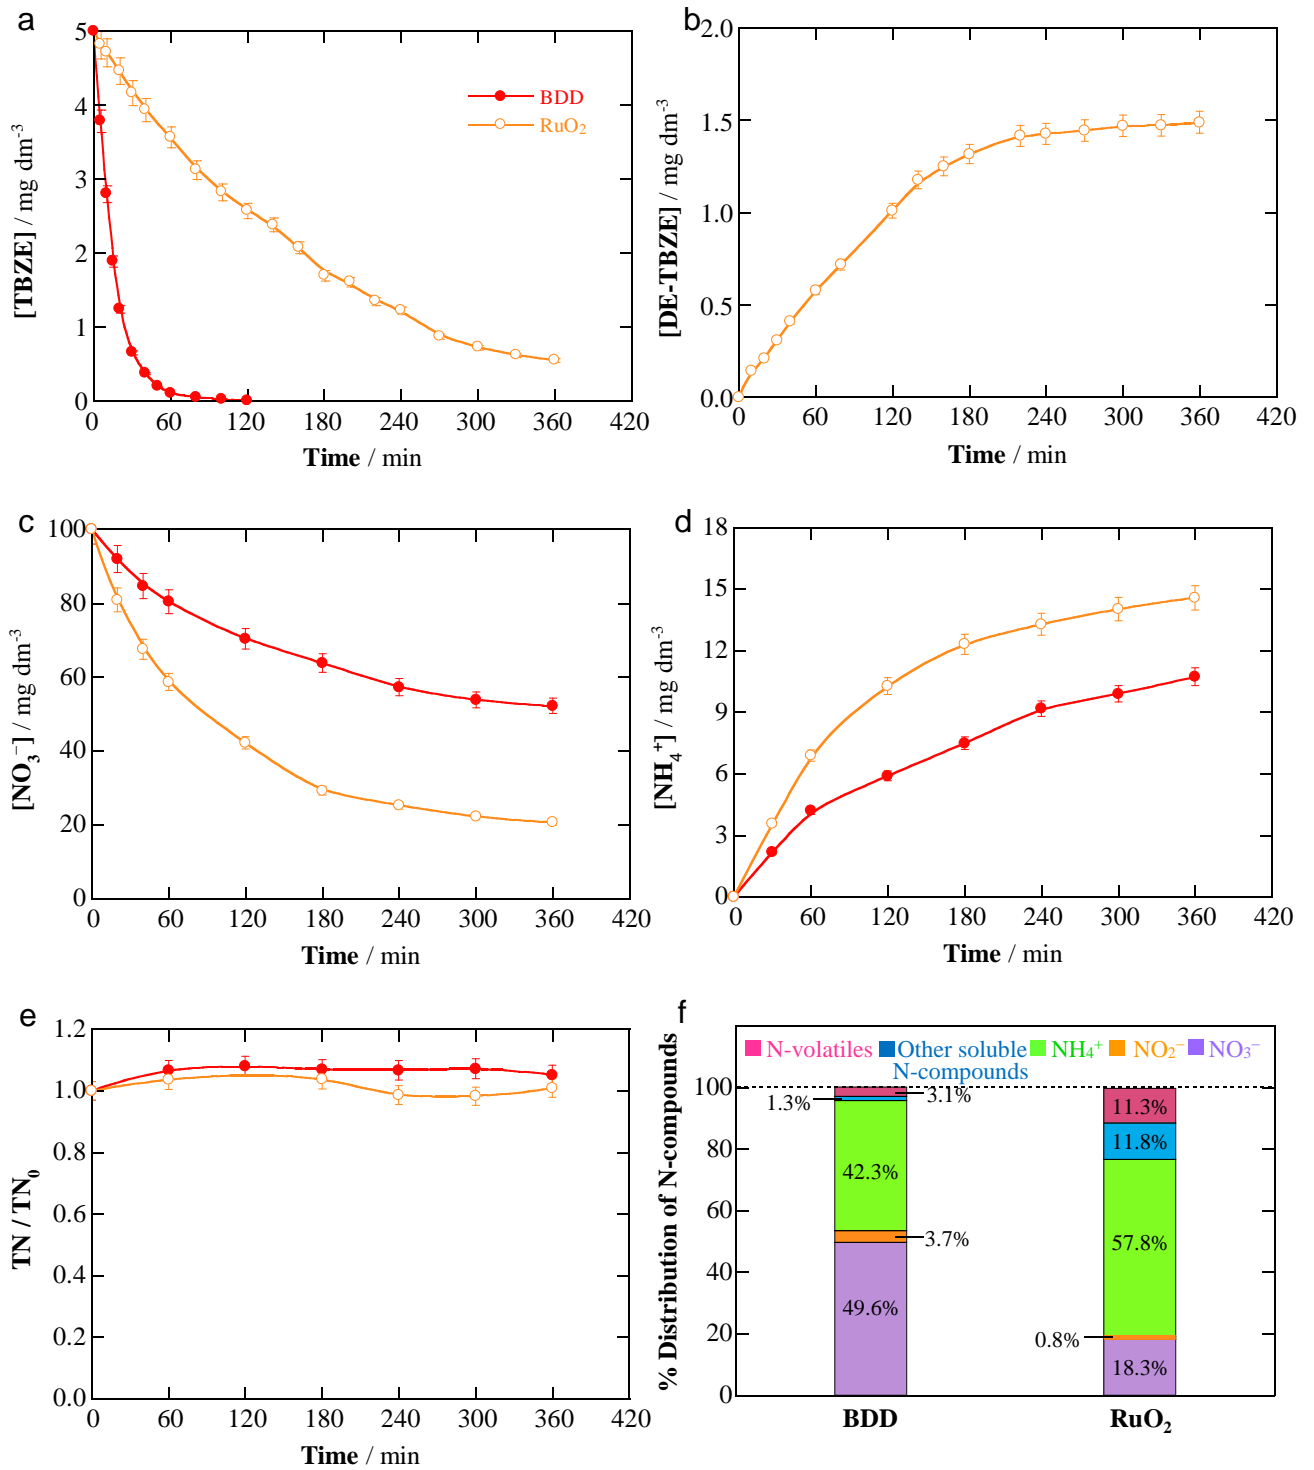 a
[TBZE] / mg dm⁻³
5
4
3
2
1
0
BDD
RuO₂
0 60 120 180 240 300 360 420
Time / min
b
[DE-TBZE] / mg dm⁻³
2.0
1.5
1.0
0.5
0.0
0 60 120 180 240 300 360 420
Time / min
c
[NO₃⁻] / mg dm⁻³
100
80
60
40
20
0
0 60 120 180 240 300 360 420
Time / min
d
[NH₄⁺] / mg dm⁻³
18
15
12
9
6
3
0
0 60 120 180 240 300 360 420
Time / min
e
TN / TN₀
1.2
1.0
0.8
0.6
0.4
0.2
0.0
0 60 120 180 240 300 360 420
Time / min
f
% Distribution of N-compounds
N-volatiles Other soluble NH₄⁺ NO₂⁻ NO₃⁻
N-compounds
100
80
60
40
20
0
3.1%
1.3%
42.3%
3.7%
49.6%
11.3%
11.8%
57.8%
0.8%
18.3%
BDD RuO₂